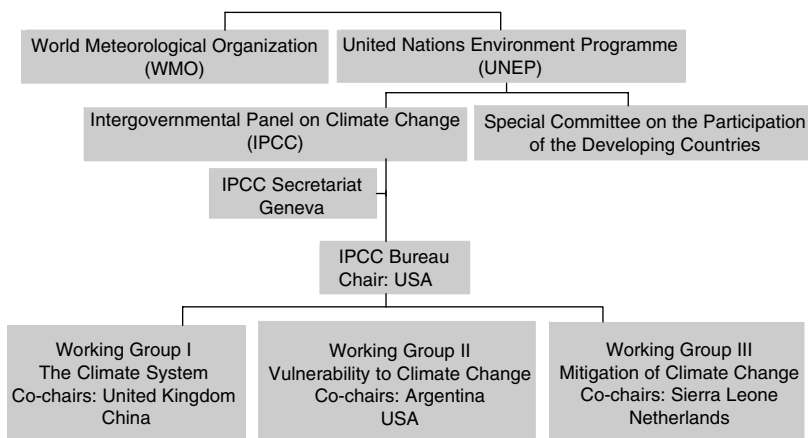 World Meteorological Organization
(WMO)
United Nations Environment Programme
(UNEP)
Intergovernmental Panel on Climate Change
(IPCC)
Special Committee on the Participation
of the Developing Countries
IPCC Secretariat
Geneva
IPCC Bureau
Chair: USA
Working Group I
The Climate System
Co-chairs: United Kingdom
China
Working Group II
Vulnerability to Climate Change
Co-chairs: Argentina
USA
Working Group III
Mitigation of Climate Change
Co-chairs: Sierra Leone
Netherlands